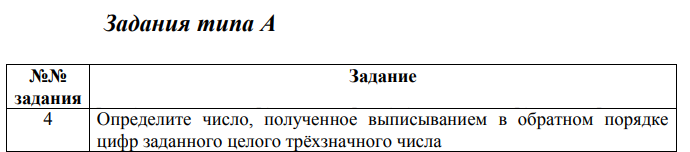 Задания типа А
№№
задания
Задание
4
Определите число, полученное выписыванием в обратном порядке
цифр заданного целого трёхзначного числа